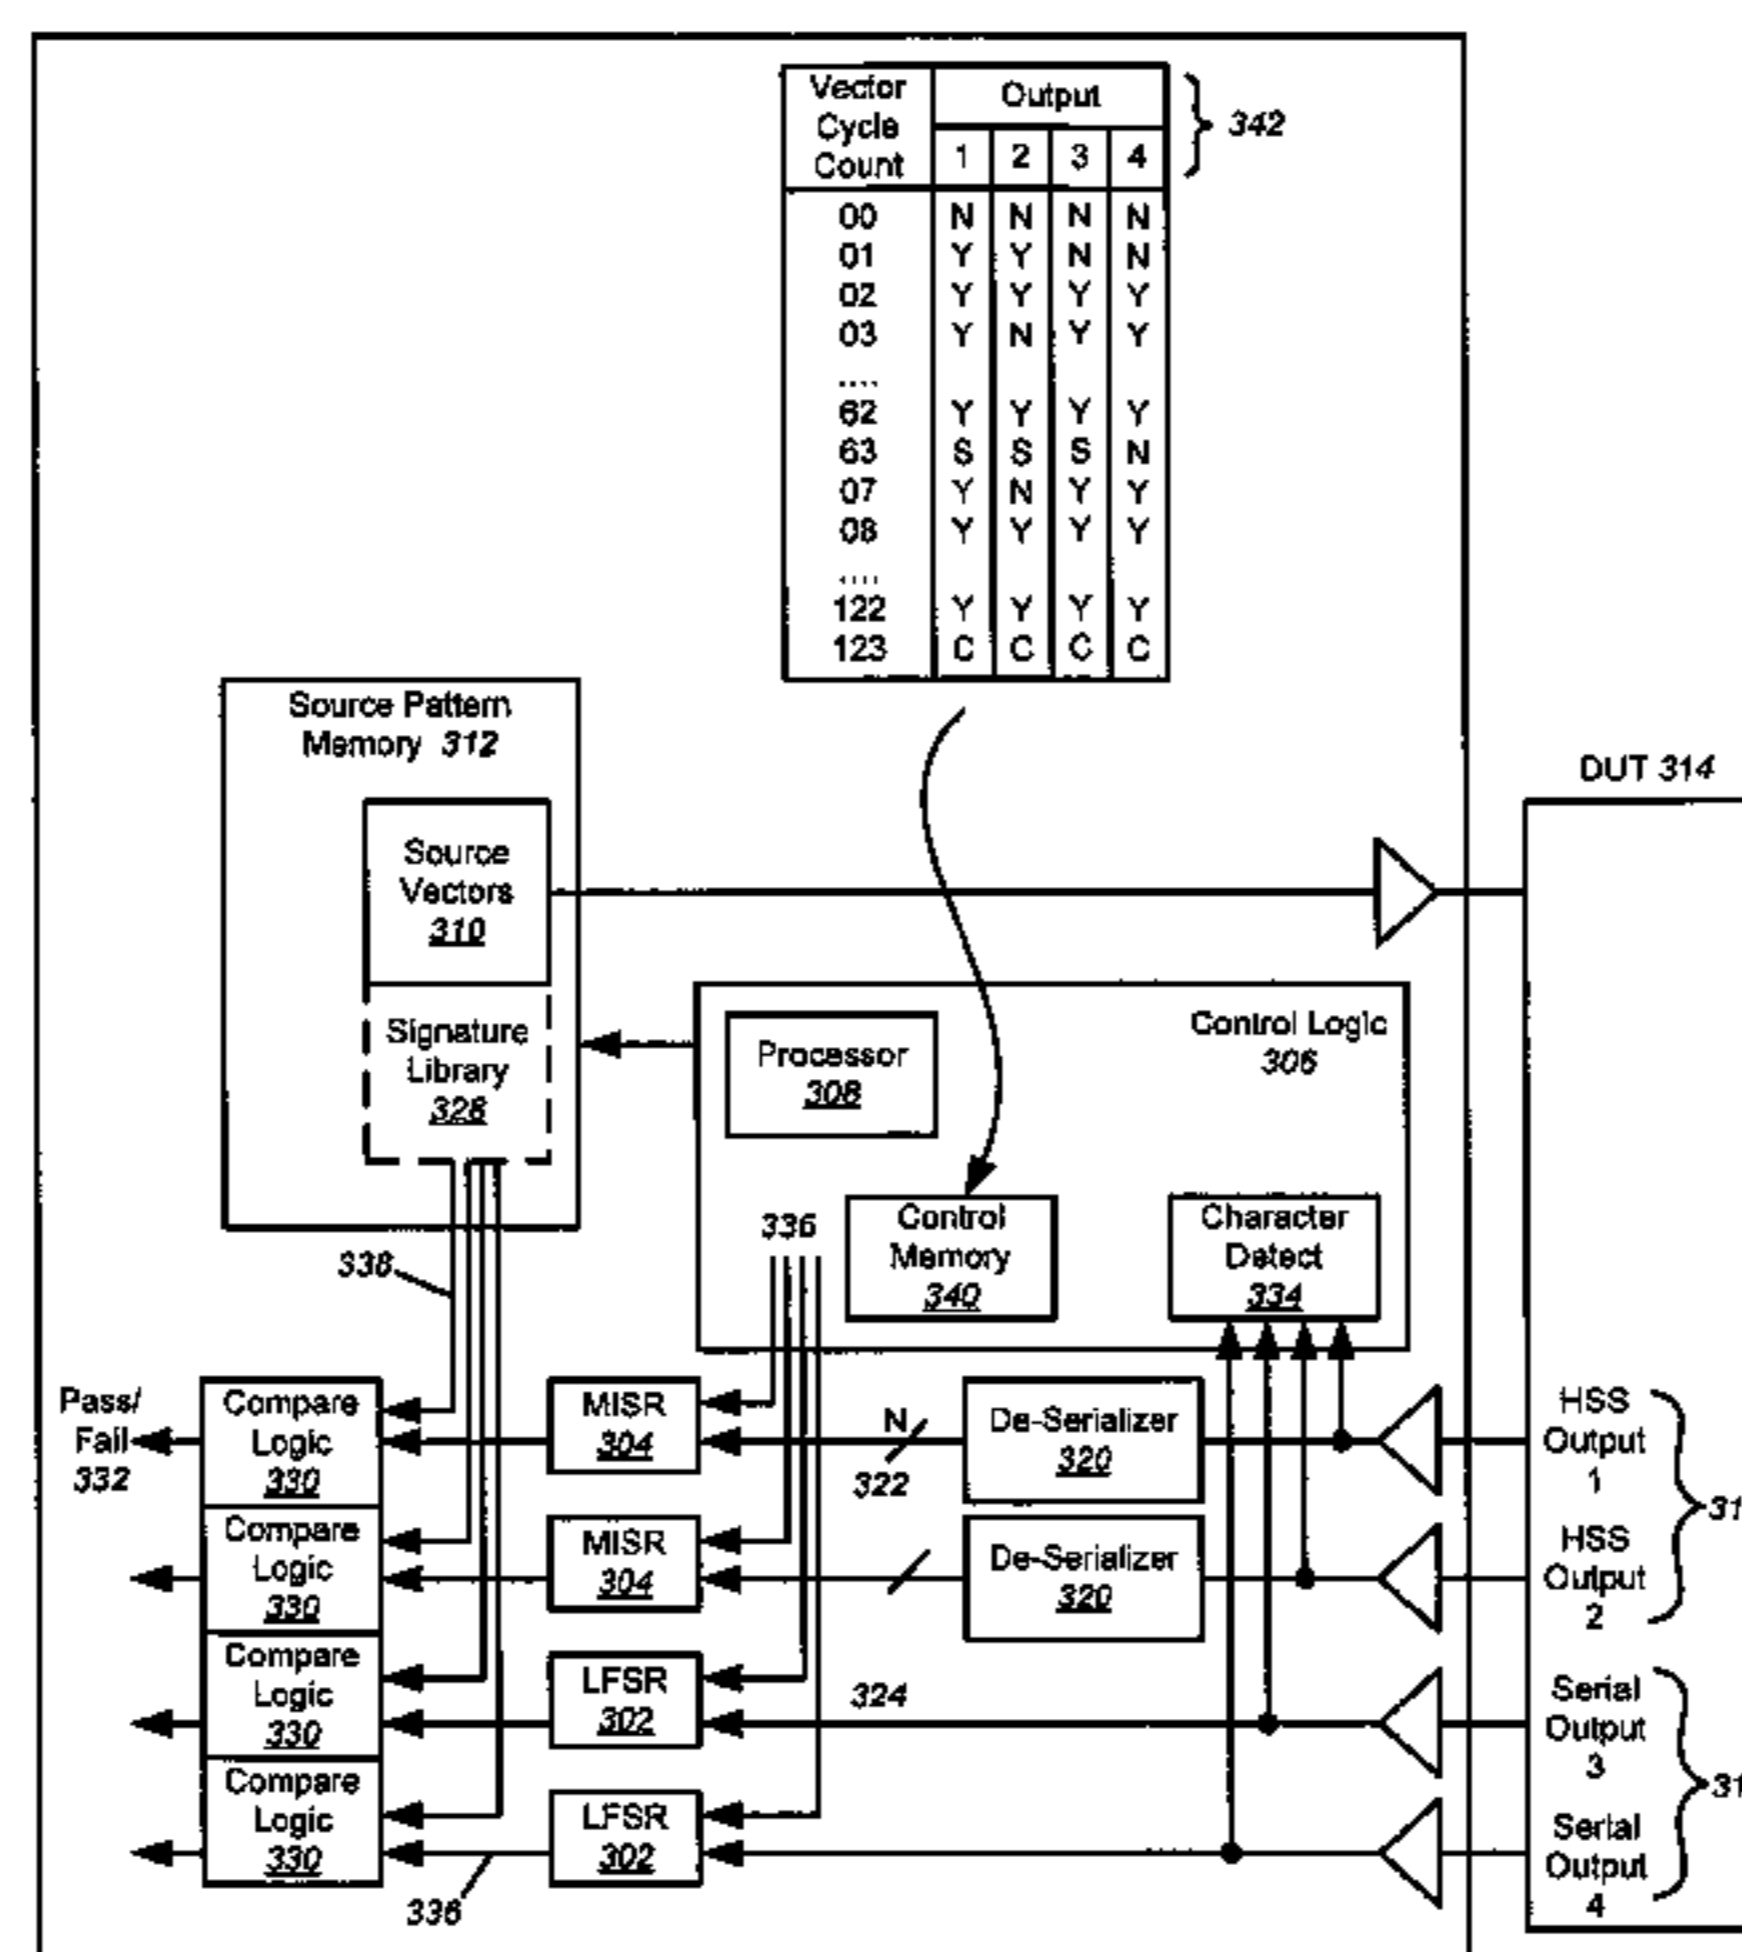 Vector Cycle Count
Output
1 2 3 4
342
00 N N N N
01 Y Y N N
02 Y Y Y Y
03 Y N Y Y
....
62 Y Y Y Y
63 S S S N
07 Y N Y Y
08 Y Y Y Y
....
122 Y Y Y Y
123 C C C C
Source Pattern
Memory 312
Source
Vectors
310
Signature
Library
328
DUT 314
Control Logic
306
Processor
308
Control
Memory
340
Character
Detect
334
336
338
Pass/
Fail
332
Compare
Logic
330
MISR
304
N
322
De-Serializer
320
HSS
Output
1
Compare
Logic
330
MISR
304
De-Serializer
320
HSS
Output
2
31
Compare
Logic
330
LFSR
302
324
Serial
Output
3
31
Compare
Logic
330
LFSR
302
336
Serial
Output
4